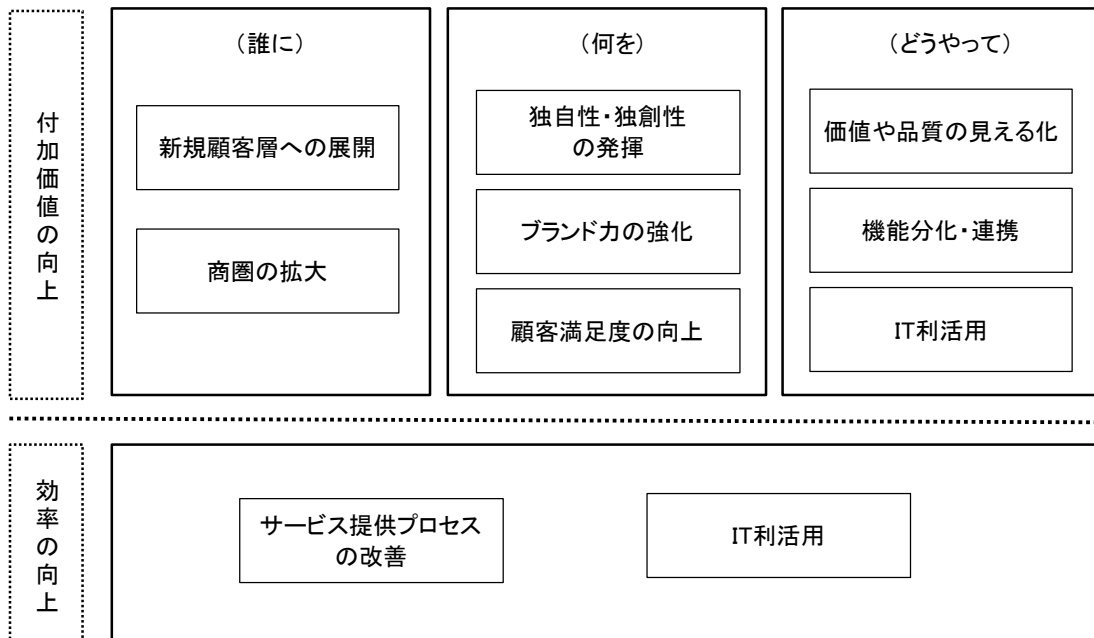 付加価値の向上
(誰に)
新規顧客層への展開
商圏の拡大
(何を)
独自性・独創性
の発揮
ブランド力の強化
顧客満足度の向上
(どうやって)
価値や品質の見える化
機能分化・連携
IT利活用
効率の向上
サービス提供プロセス
の改善
IT利活用